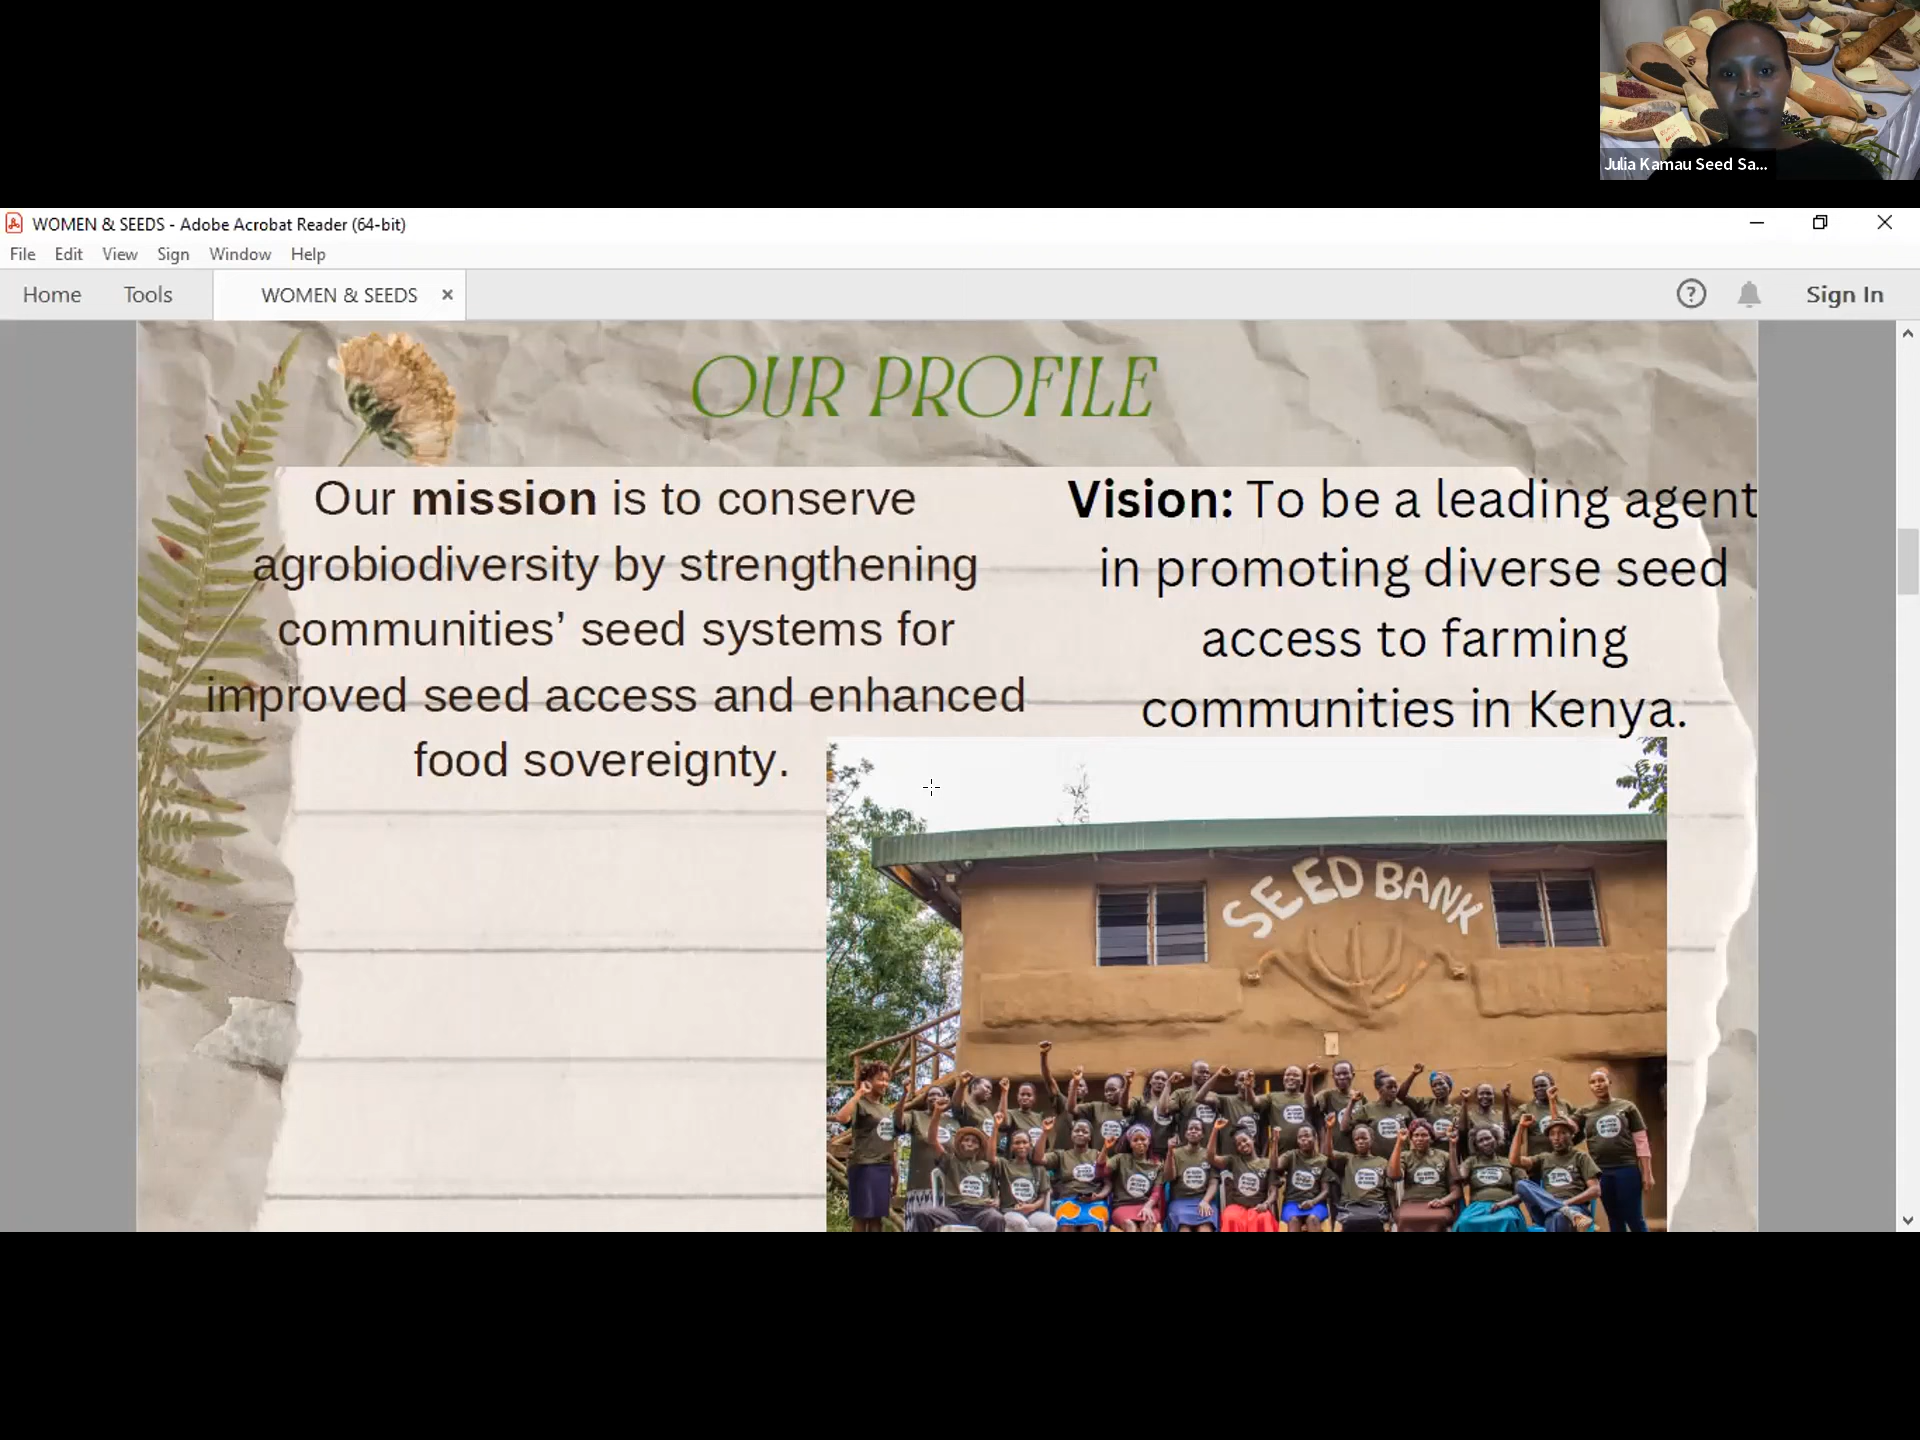 Julia Kamau Seed Sa...
WOMEN & SEEDS - Adobe Acrobat Reader (64-bit)
File Edit View Sign Window Help
Home Tools WOMEN & SEEDS
Sign In
OUR PROFILE
Our mission is to conserve
agrobiodiversity by strengthening
communities’ seed systems for
improved seed access and enhanced
food sovereignty.
Vision: To be a leading agent
in promoting diverse seed
access to farming
communities in Kenya.
SEED BANK